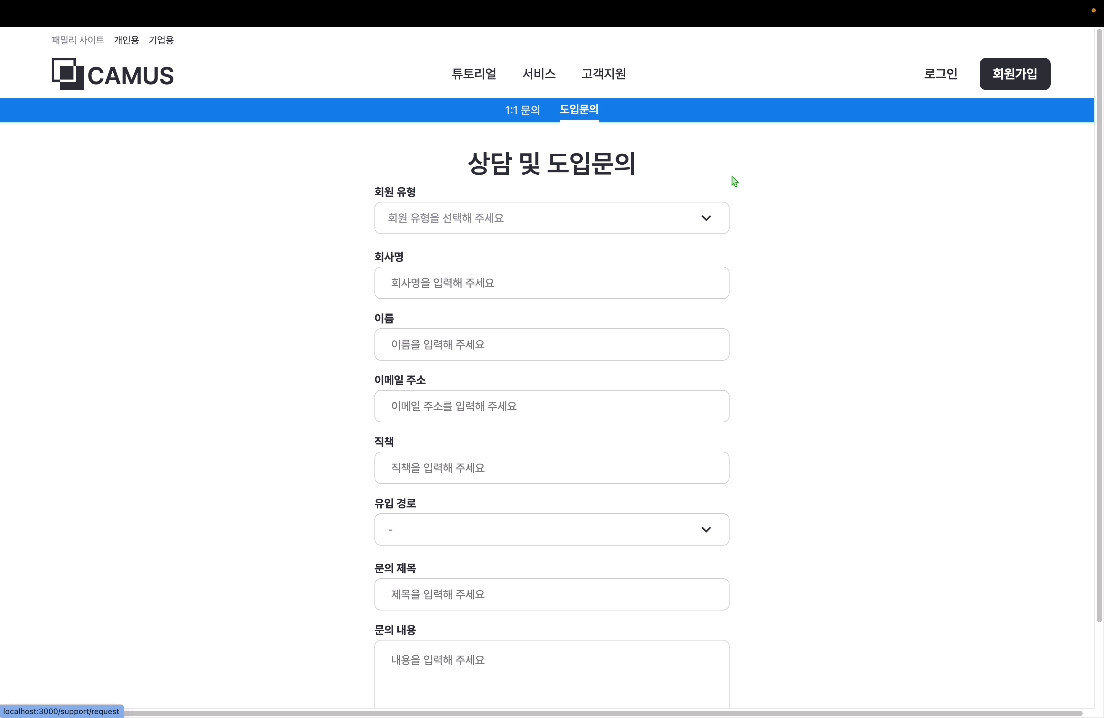 패밀리 사이트 개인용 기업용
CAMUS
튜토리얼 서비스 고객지원
로그인 회원가입
1:1 문의 도입문의
상담 및 도입문의
회원 유형
회원 유형을 선택해 주세요
회사명
회사명을 입력해 주세요
이름
이름을 입력해 주세요
이메일 주소
이메일 주소를 입력해 주세요
직책
직책을 입력해 주세요
유입 경로
-
문의 제목
제목을 입력해 주세요
문의 내용
내용을 입력해 주세요
localhost:3000/support/request